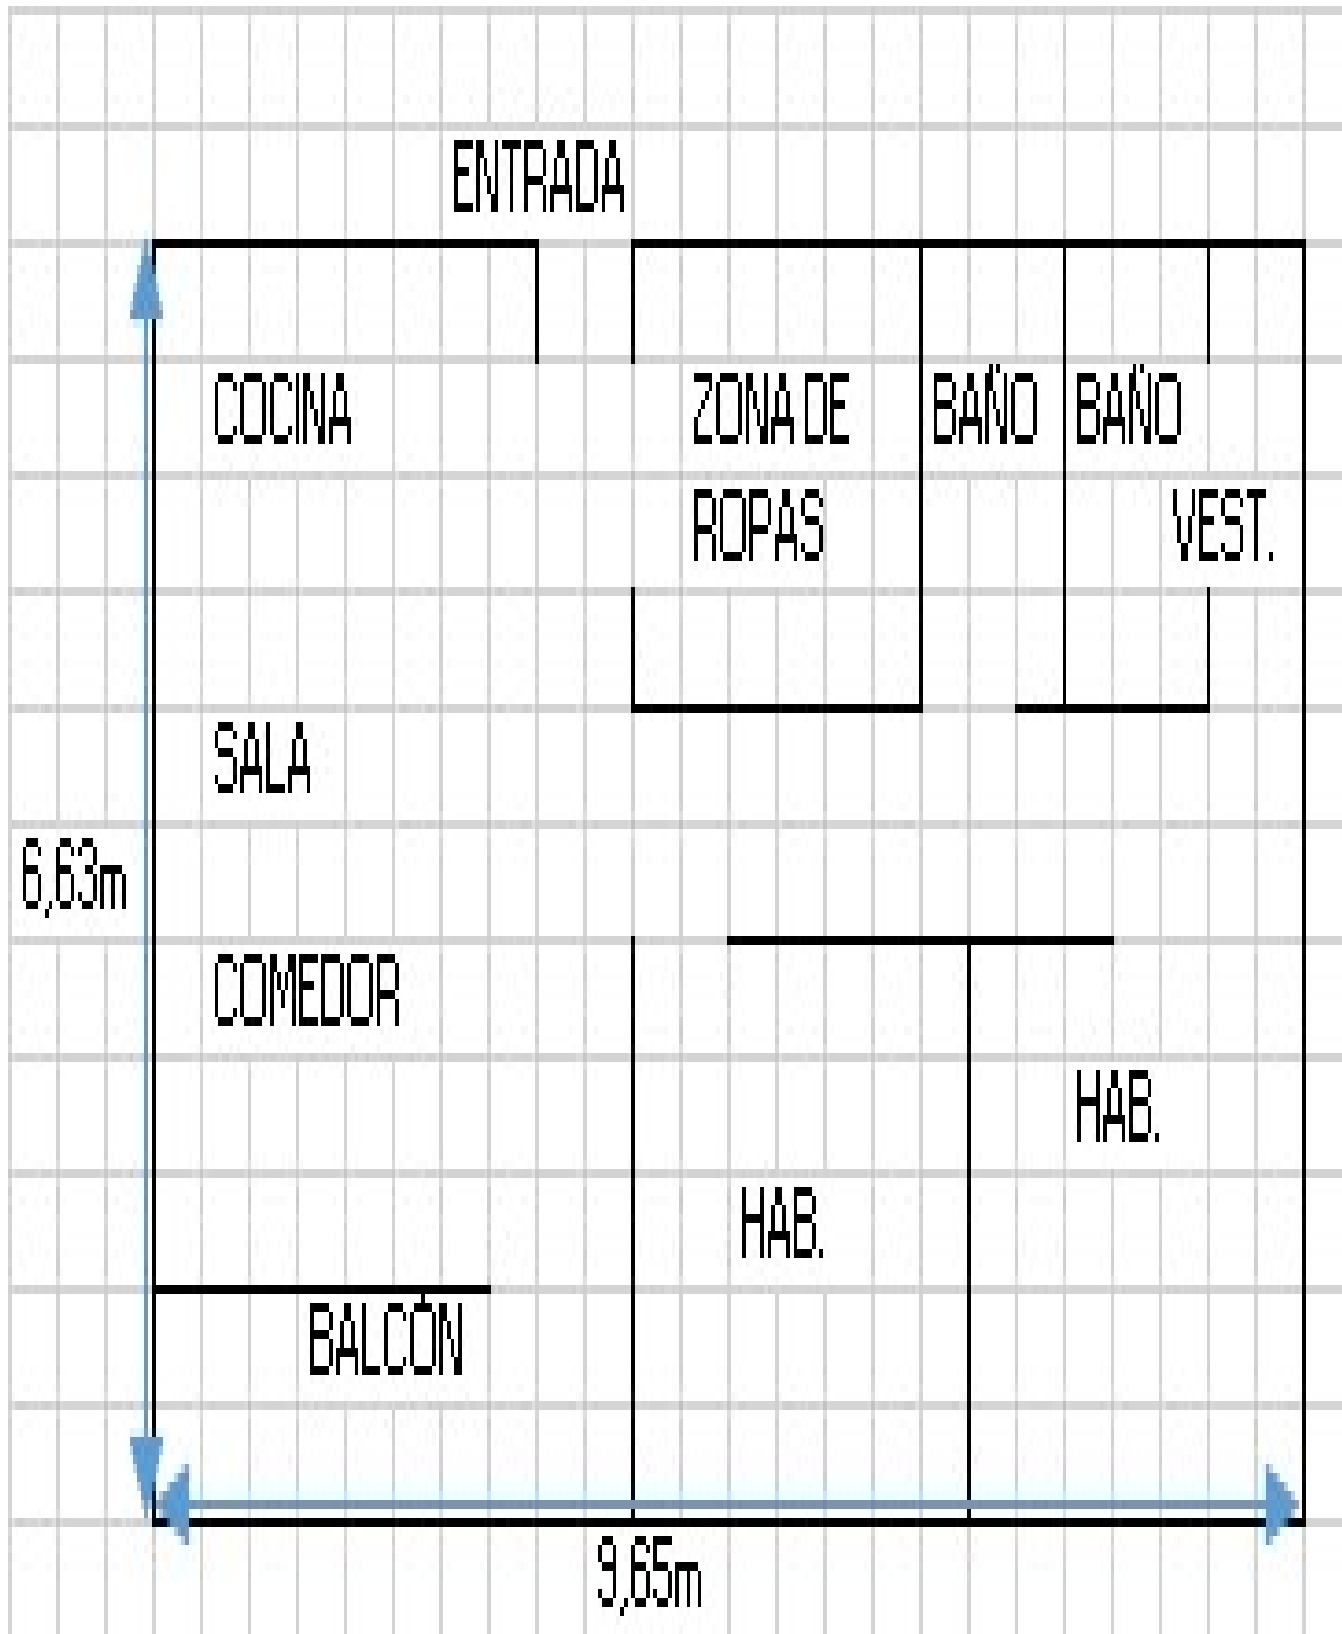 ENTRADA
COCINA
ZONA DE
BAÑO
BAÑO
ROPAS
VEST.
SALA
6,63m
COMEDOR
HAB.
HAB.
BALCÓN
9,65m